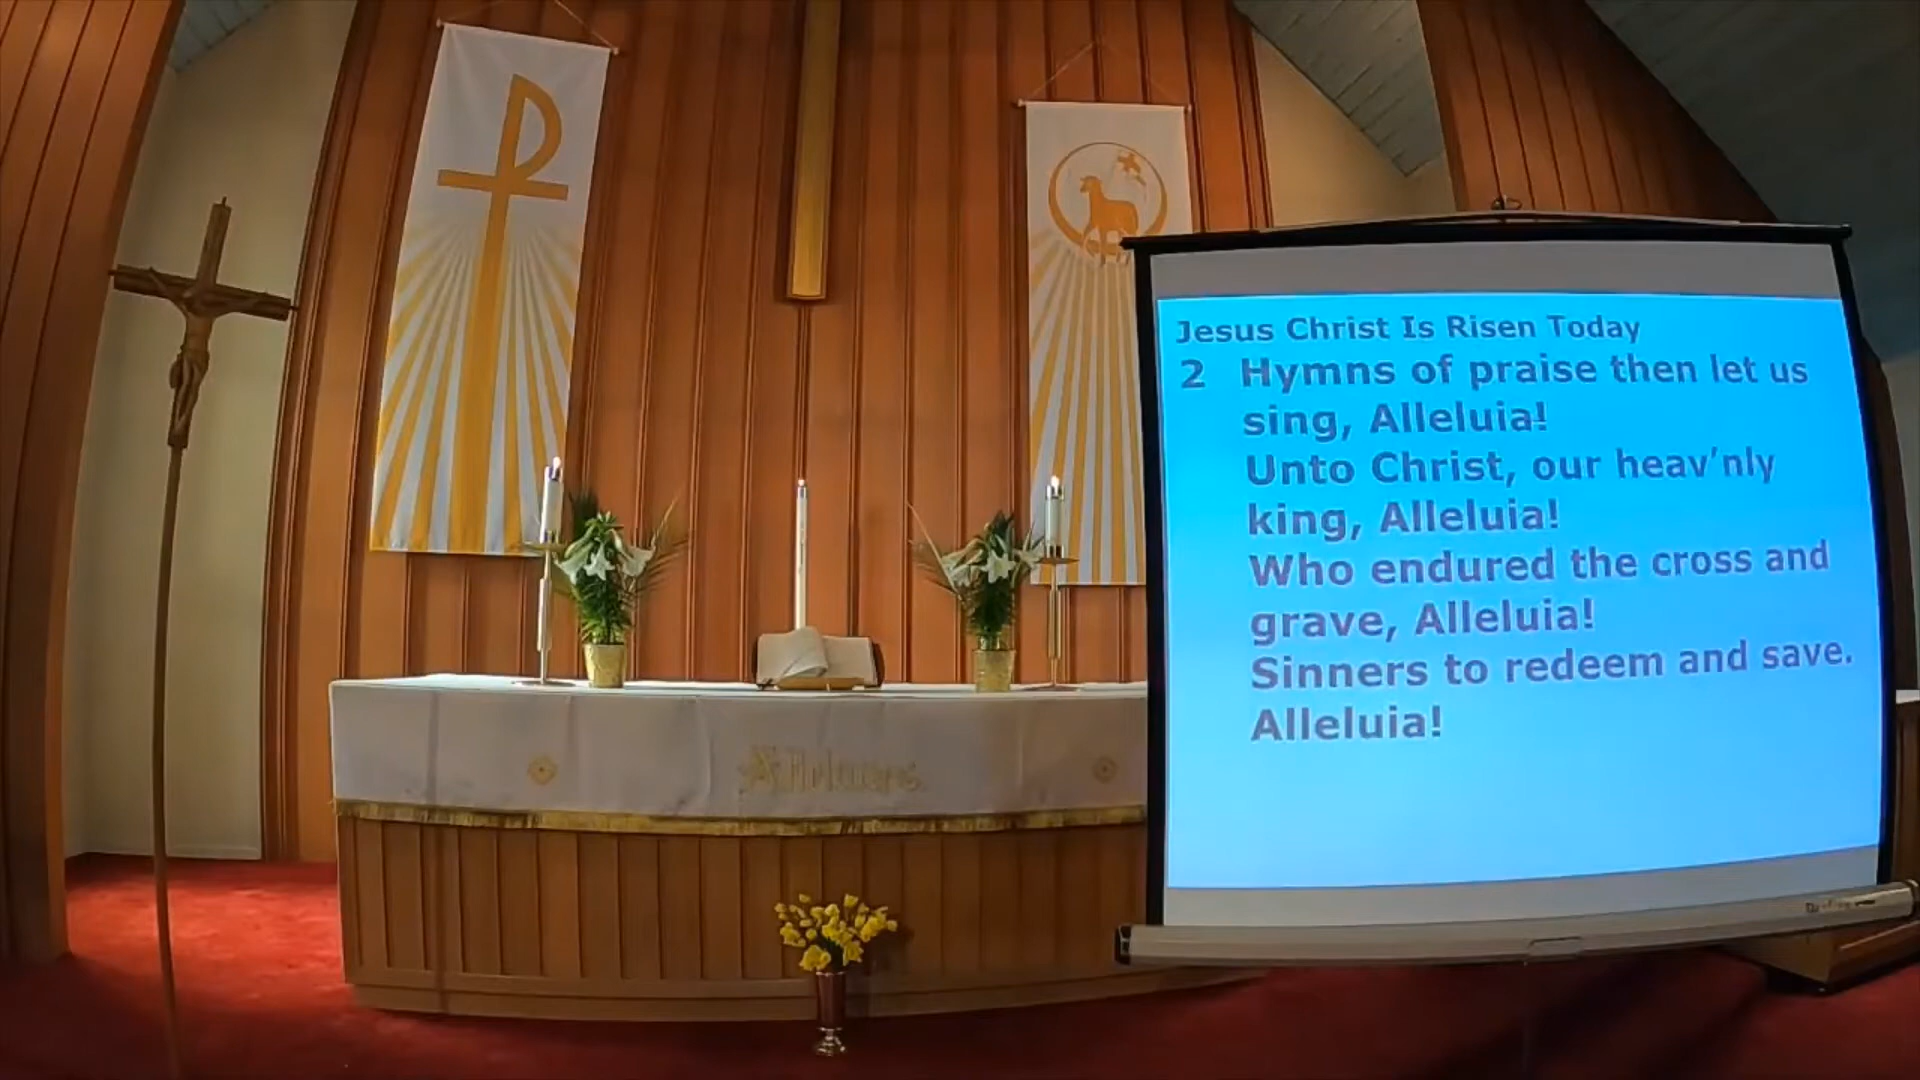 Jesus Christ Is Risen Today
2 Hymns of praise then let us
sing, Alleluia!
Unto Christ, our heav’nly
king, Alleluia!
Who endured the cross and
grave, Alleluia!
Sinners to redeem and save.
Alleluia!